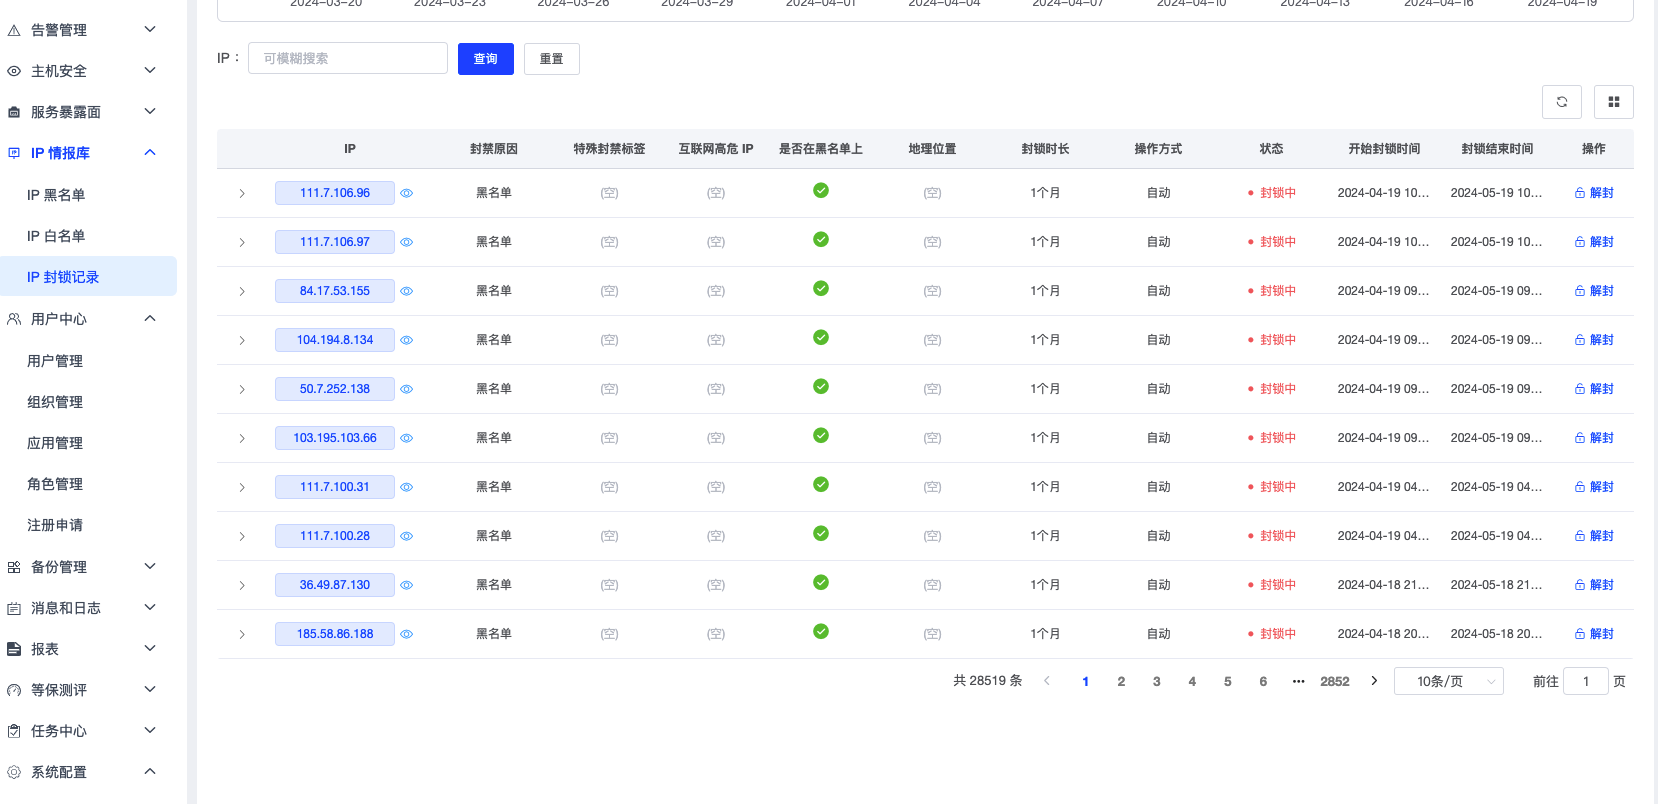 2024-03-20 2024-03-23 2024-03-26 2024-03-29 2024-04-01 2024-04-04 2024-04-07 2024-04-10 2024-04-13 2024-04-16 2024-04-19
告警管理
主机安全
服务暴露面
IP 情报库
IP 黑名单
IP 白名单
IP 封锁记录
用户中心
用户管理
组织管理
应用管理
角色管理
注册申请
备份管理
消息和日志
报表
等保测评
任务中心
系统配置
IP： 可模糊搜索 查询 重置
IP 封禁原因 特殊封禁标签 互联网高危 IP 是否在黑名单上 地理位置 封锁时长 操作方式 状态 开始封锁时间 封锁结束时间 操作
111.7.106.96 黑名单 (空) (空) (空) 1个月 自动 封锁中 2024-04-19 10... 2024-05-19 10... 解封
111.7.106.97 黑名单 (空) (空) (空) 1个月 自动 封锁中 2024-04-19 10... 2024-05-19 10... 解封
84.17.53.155 黑名单 (空) (空) (空) 1个月 自动 封锁中 2024-04-19 09... 2024-05-19 09... 解封
104.194.8.134 黑名单 (空) (空) (空) 1个月 自动 封锁中 2024-04-19 09... 2024-05-19 09... 解封
50.7.252.138 黑名单 (空) (空) (空) 1个月 自动 封锁中 2024-04-19 09... 2024-05-19 09... 解封
103.195.103.66 黑名单 (空) (空) (空) 1个月 自动 封锁中 2024-04-19 09... 2024-05-19 09... 解封
111.7.100.31 黑名单 (空) (空) (空) 1个月 自动 封锁中 2024-04-19 04... 2024-05-19 04... 解封
111.7.100.28 黑名单 (空) (空) (空) 1个月 自动 封锁中 2024-04-19 04... 2024-05-19 04... 解封
36.49.87.130 黑名单 (空) (空) (空) 1个月 自动 封锁中 2024-04-18 21... 2024-05-18 21... 解封
185.58.86.188 黑名单 (空) (空) (空) 1个月 自动 封锁中 2024-04-18 20... 2024-05-18 20... 解封
共 28519 条 1 2 3 4 5 6 ••• 2852 10条/页 前往 1 页